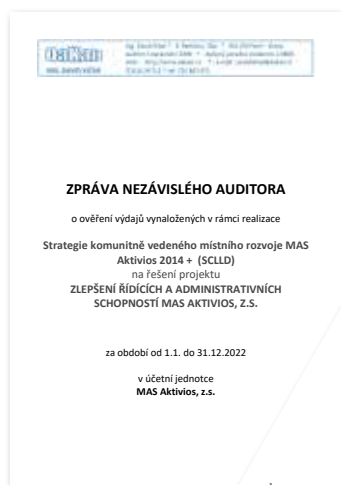 ZPRÁVA NEZÁVISLÉHO AUDITORA
o ověření výdajů vynaložených v rámci realizace
Strategie komunitně vedeného místního rozvoje MAS
Aktivios 2014 + (SCLLD)
na řešení projektu
ZLEPŠENÍ ŘÍDÍCÍCH A ADMINISTRATIVNÍCH
SCHOPNOSTÍ MAS AKTIVIOS, Z.S.
za období od 1.1. do 31.12.2022
v účetní jednotce
MAS Aktivios, z.s.